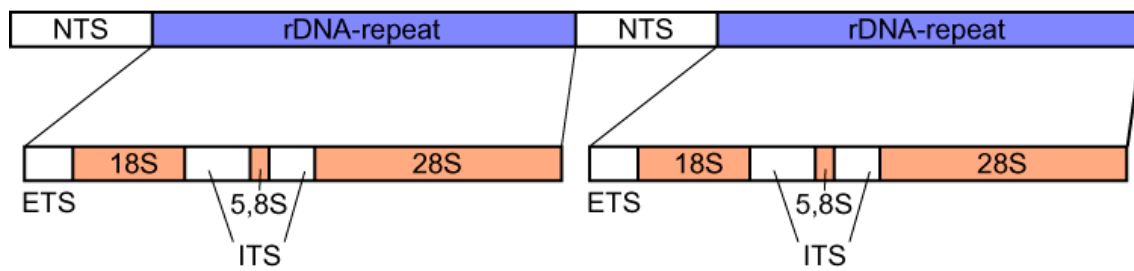 NTS rDNA-repeat NTS rDNA-repeat
18S 28S 18S 28S
ETS 5,8S ETS 5,8S
ITS ITS